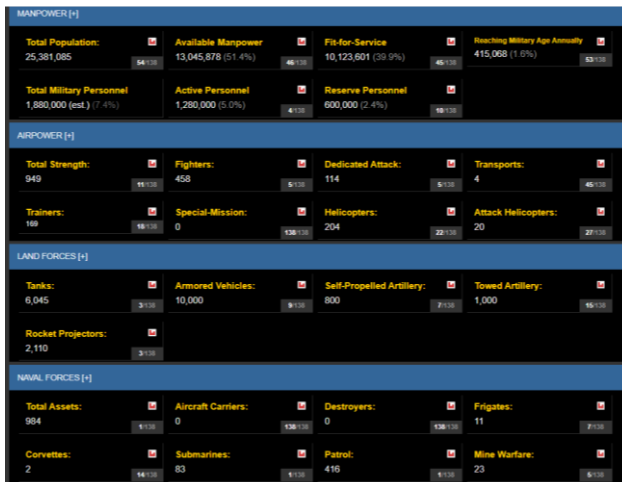 MANPOWER [+]
Total Population: Available Manpower Fit-for-Service Reaching Military Age Annually
25,381,085 13,045,878 (51.4%) 10,123,601 (39.9%) 415,068 (1.6%)
54/138 46/138 45/138 53/138
Total Military Personnel Active Personnel Reserve Personnel
1,880,000 (est.) (7.4%) 1,280,000 (5.0%) 600,000 (2.4%)
4/138 10/138
AIRPOWER [+]
Total Strength: Fighters: Dedicated Attack: Transports:
949 458 114 4
11/138 5/138 5/138 45/138
Trainers: Special-Mission: Helicopters: Attack Helicopters:
169 0 204 20
18/138 138/138 22/138 27/138
LAND FORCES [+]
Tanks: Armored Vehicles: Self-Propelled Artillery: Towed Artillery:
6,045 10,000 800 1,000
3/138 9/138 7/138 15/138
Rocket Projectors:
2,110
3/138
NAVAL FORCES [+]
Total Assets: Aircraft Carriers: Destroyers: Frigates:
984 0 0 11
1/138 138/138 138/138 7/138
Corvettes: Submarines: Patrol: Mine Warfare:
2 83 416 23
14/138 1/138 1/138 5/138